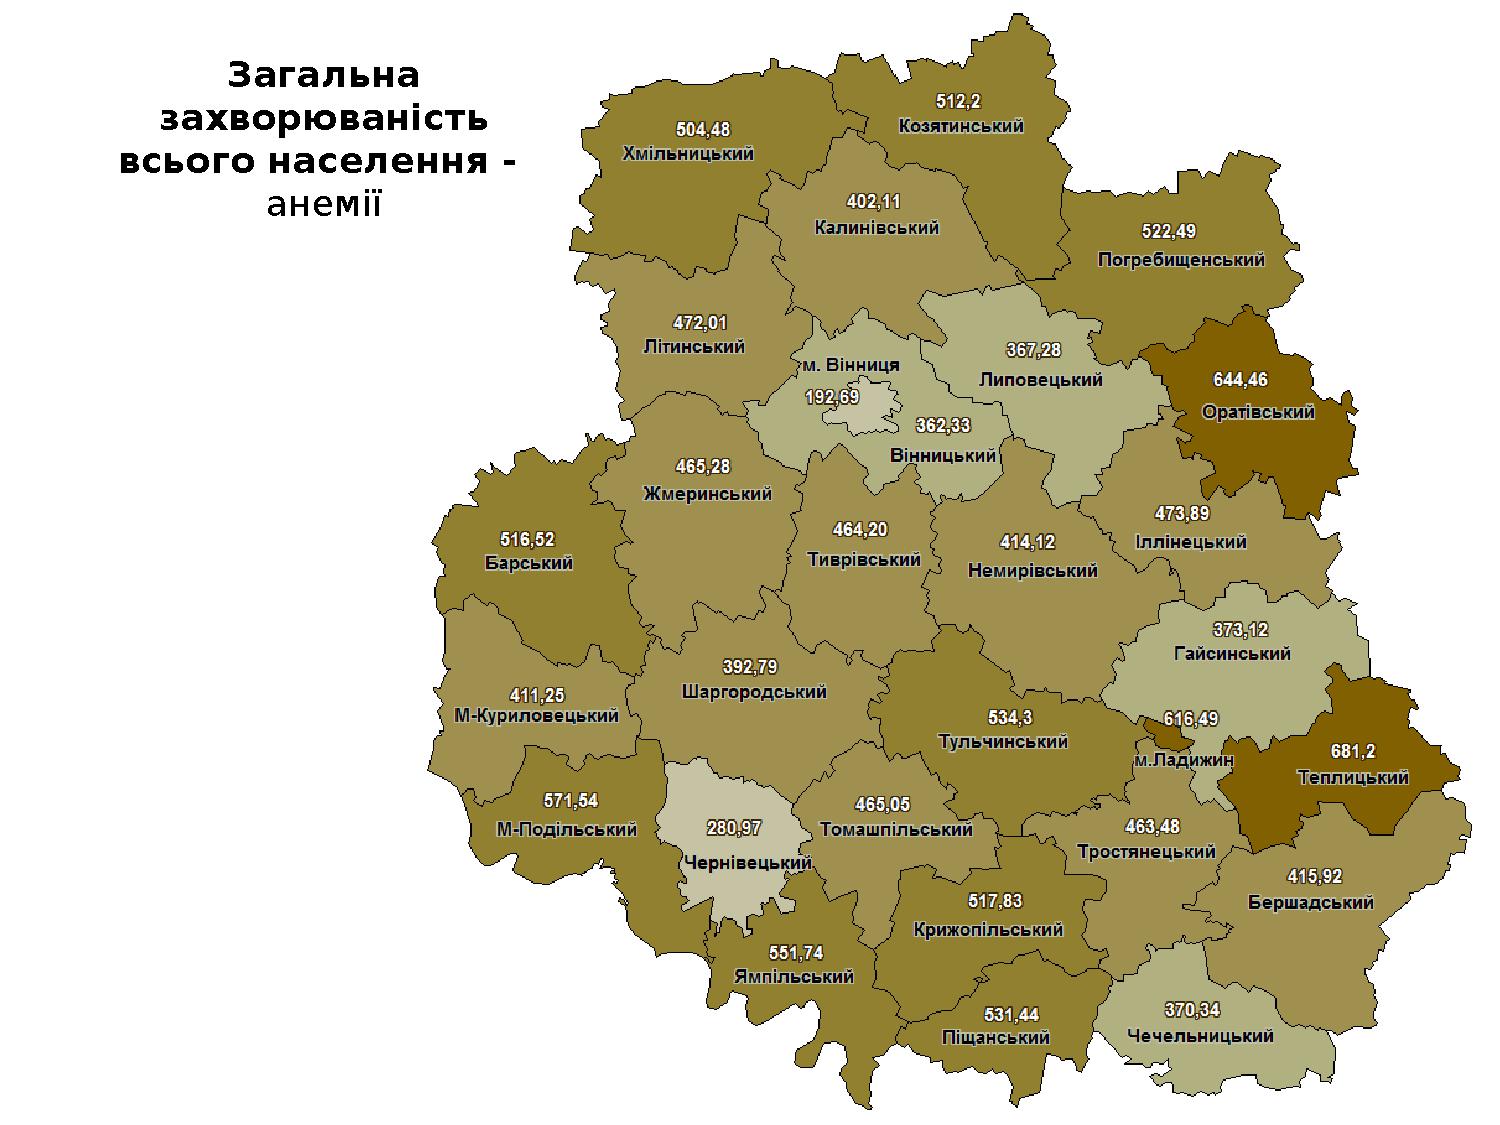 Загальна
захворюваність
всього населення -
анемії
512,2
Козятинський
504,48
Хмільницький
402,11
Калинівський
522,49
Погребищенський
472,01
Літинський
м. Вінниця
192,69
367,28
Липовецький
644,46
Оратівський
362,33
Вінницький
465,28
Жмеринський
516,52
Барський
464,20
Тиврівський
414,12
Немирівський
473,89
Іллінецький
373,12
Гайсинський
392,79
Шаргородський
411,25
М-Куриловецький
534,3
Тульчинський
616,49
м.Ладижин
681,2
Теплицький
571,54
М-Подільський
280,97
Чернівецький
465,05
Томашпільський
463,48
Тростянецький
415,92
Бершадський
517,83
Крижопільський
551,74
Ямпільський
531,44
Піщанський
370,34
Чечельницький